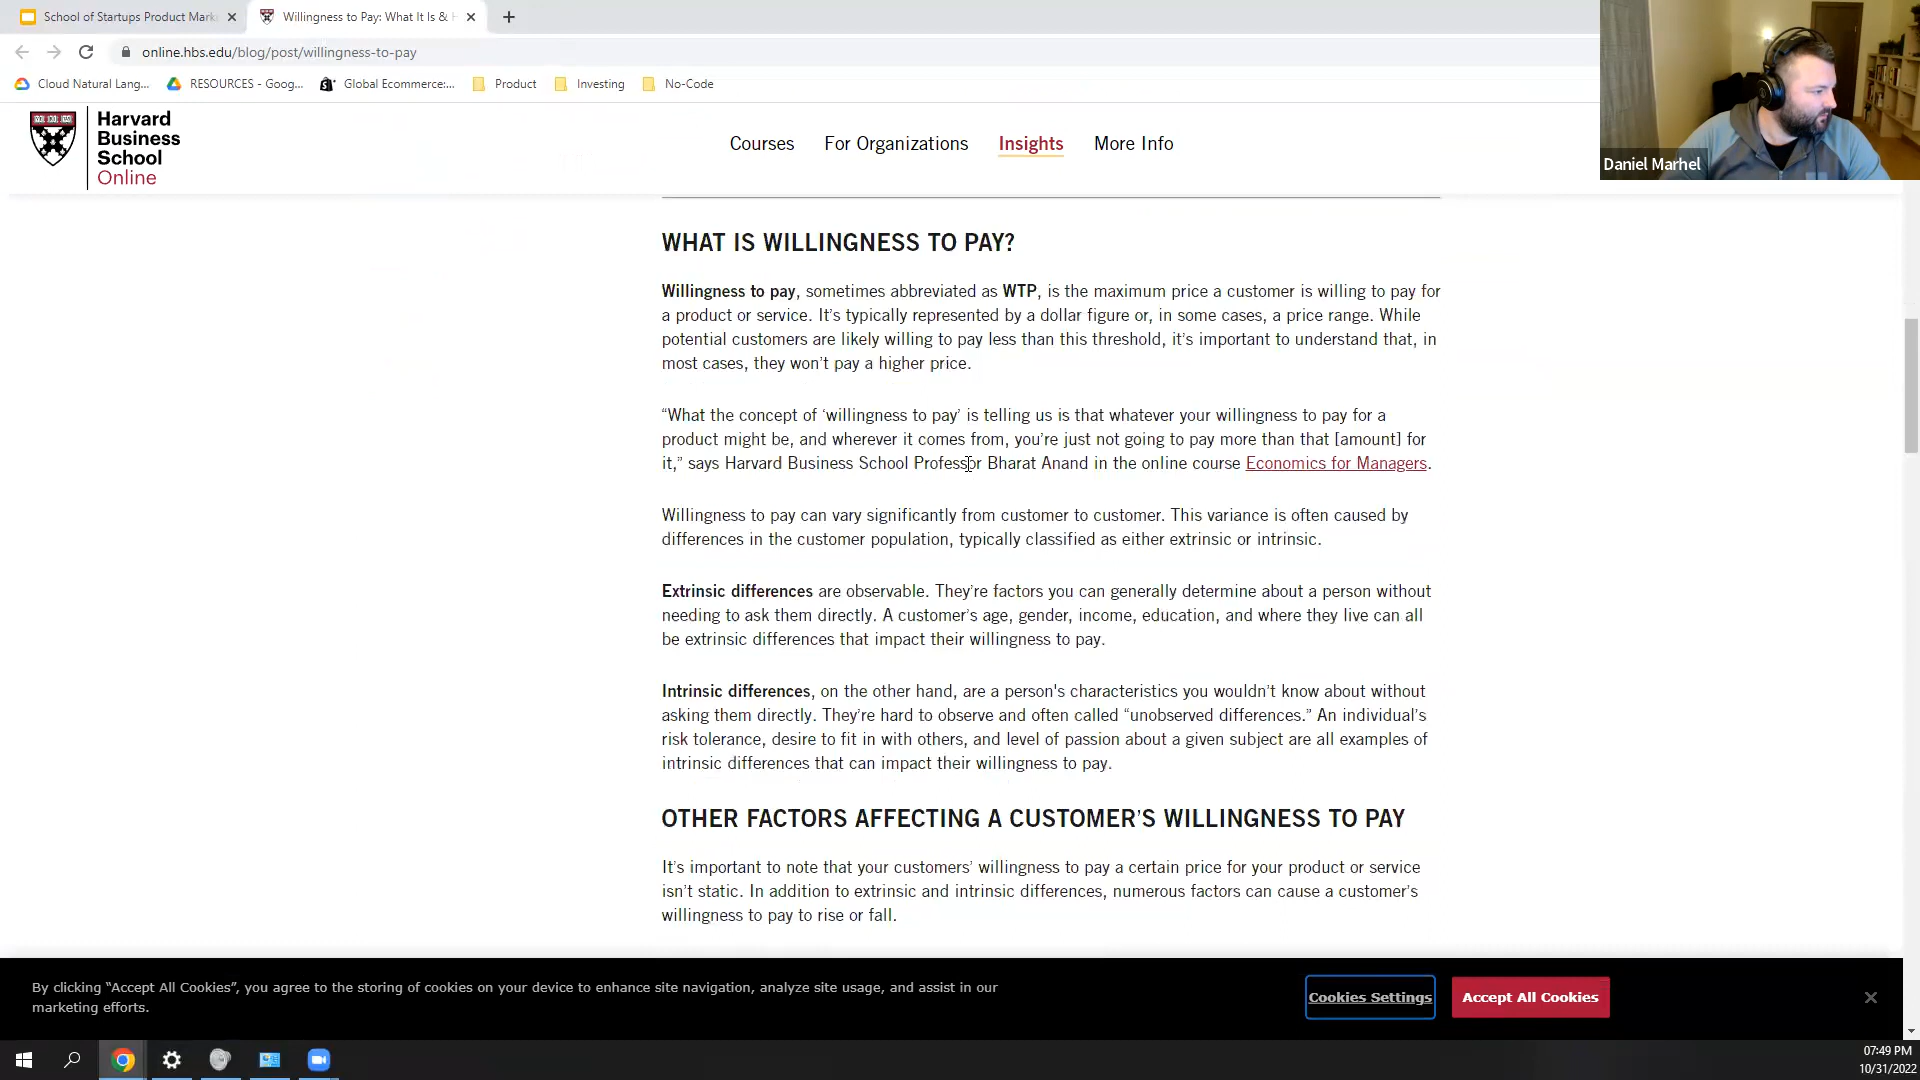 School of Startups Product Mark
Willingness to Pay: What It Is & H
online.hbs.edu/blog/post/willingness-to-pay
Cloud Natural Lang...
RESOURCES - Goog...
Global Ecommerce:...
Product
Investing
No-Code
Harvard
Business
School
Online
Courses
For Organizations
Insights
More Info
Daniel Marhel
WHAT IS WILLINGNESS TO PAY?
Willingness to pay, sometimes abbreviated as WTP, is the maximum price a customer is willing to pay for
a product or service. It’s typically represented by a dollar figure or, in some cases, a price range. While
potential customers are likely willing to pay less than this threshold, it’s important to understand that, in
most cases, they won’t pay a higher price.
“What the concept of ‘willingness to pay’ is telling us is that whatever your willingness to pay for a
product might be, and wherever it comes from, you’re just not going to pay more than that [amount] for
it,” says Harvard Business School Professor Bharat Anand in the online course Economics for Managers.
Willingness to pay can vary significantly from customer to customer. This variance is often caused by
differences in the customer population, typically classified as either extrinsic or intrinsic.
Extrinsic differences are observable. They’re factors you can generally determine about a person without
needing to ask them directly. A customer’s age, gender, income, education, and where they live can all
be extrinsic differences that impact their willingness to pay.
Intrinsic differences, on the other hand, are a person's characteristics you wouldn’t know about without
asking them directly. They’re hard to observe and often called “unobserved differences.” An individual’s
risk tolerance, desire to fit in with others, and level of passion about a given subject are all examples of
intrinsic differences that can impact their willingness to pay.
OTHER FACTORS AFFECTING A CUSTOMER’S WILLINGNESS TO PAY
It’s important to note that your customers’ willingness to pay a certain price for your product or service
isn’t static. In addition to extrinsic and intrinsic differences, numerous factors can cause a customer’s
willingness to pay to rise or fall.
By clicking “Accept All Cookies”, you agree to the storing of cookies on your device to enhance site navigation, analyze site usage, and assist in our
marketing efforts.
Cookies Settings
Accept All Cookies
07:49 PM
10/31/2022